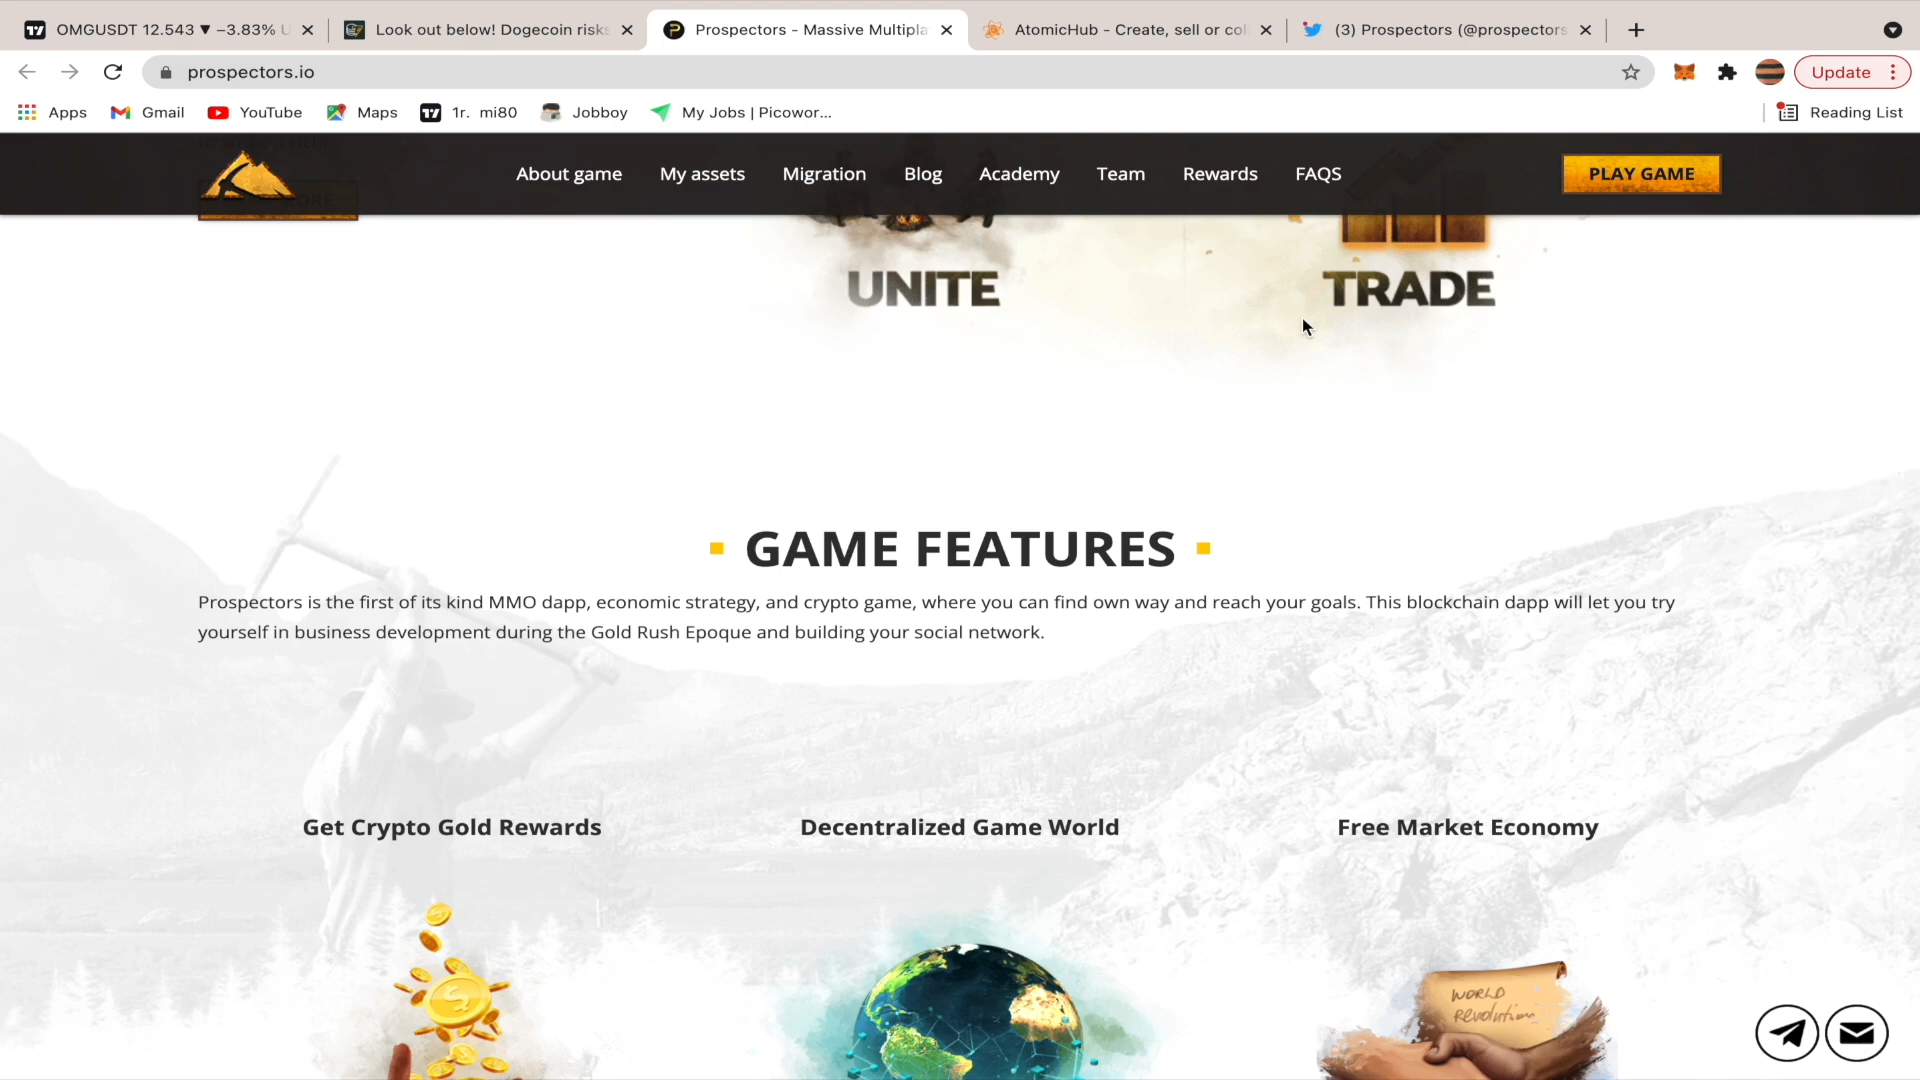 OMGUSDT 12.543 ▼ −3.83%
Look out below! Dogecoin risks
Prospectors - Massive Multipla
AtomicHub - Create, sell or col
(3) Prospectors (@prospectors
prospectors.io
Update
Apps
Gmail
YouTube
Maps
1r. mi80
Jobboy
My Jobs | Picowor...
Reading List
About game
My assets
Migration
Blog
Academy
Team
Rewards
FAQS
PLAY GAME
UNITE
TRADE
GAME FEATURES
Prospectors is the first of its kind MMO dapp, economic strategy, and crypto game, where you can find own way and reach your goals. This blockchain dapp will let you try
yourself in business development during the Gold Rush Epoque and building your social network.
Get Crypto Gold Rewards
Decentralized Game World
Free Market Economy
WORLD
Revolution